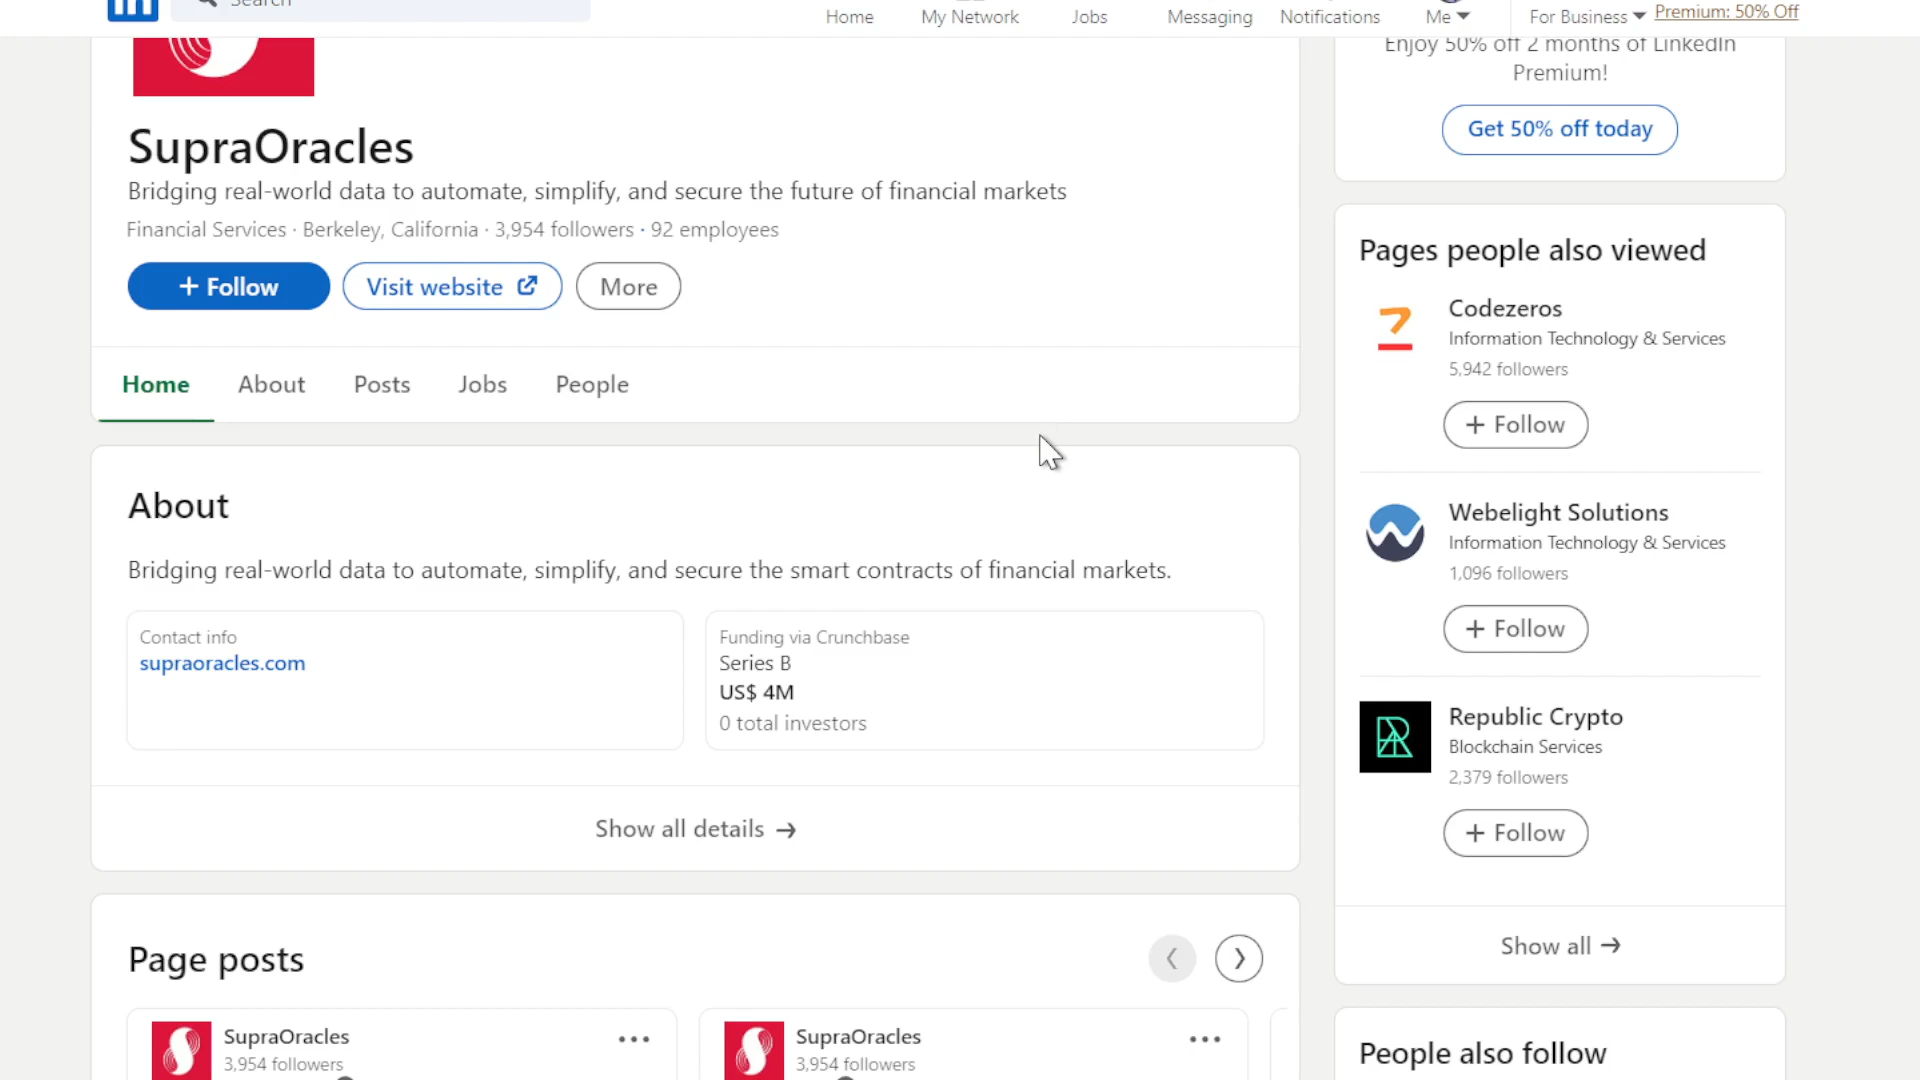 in
Search
Home
My Network
Jobs
Messaging
Notifications
Me
For Business
Premium: 50% Off
SupraOracles
Bridging real-world data to automate, simplify, and secure the future of financial markets
Financial Services · Berkeley, California · 3,954 followers · 92 employees
+ Follow
Visit website
More
Home
About
Posts
Jobs
People
About
Bridging real-world data to automate, simplify, and secure the smart contracts of financial markets.
Contact info
supraoracles.com
Funding via Crunchbase
Series B
US$ 4M
0 total investors
Show all details →
Page posts
SupraOracles
3,954 followers
SupraOracles
3,954 followers
Enjoy 50% off 2 months of LinkedIn
Premium!
Get 50% off today
Pages people also viewed
Codezeros
Information Technology & Services
5,942 followers
+ Follow
Webelight Solutions
Information Technology & Services
1,096 followers
+ Follow
Republic Crypto
Blockchain Services
2,379 followers
+ Follow
Show all →
People also follow